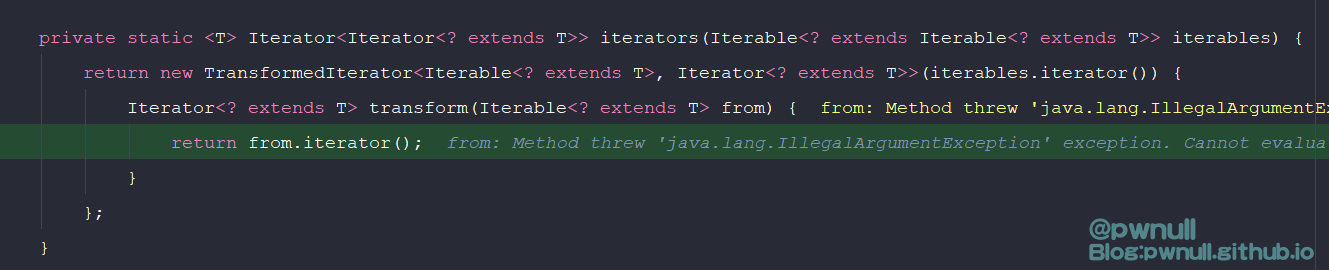 private static <T> Iterator<Iterator<? extends T>> iterators(Iterable<? extends Iterable<? extends T>> iterables) {
return new TransformedIterator<Iterable<? extends T>, Iterator<? extends T>>(iterables.iterator()) {
Iterator<? extends T> transform(Iterable<? extends T> from) {  from: Method threw 'java.lang.IllegalArgumentEx
return from.iterator();  from: Method threw 'java.lang.IllegalArgumentException' exception. Cannot evalua
}
};
}
@pwnull
Blog:pwnull.github.io